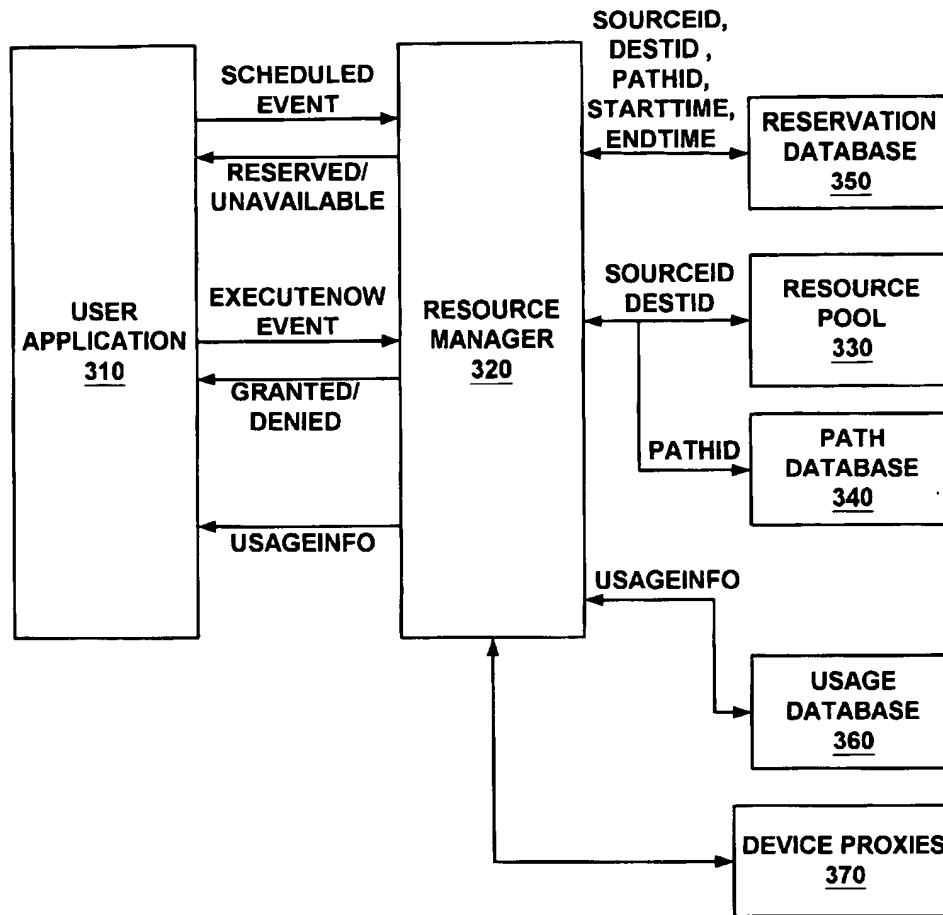 USER
APPLICATION
310
SCHEDULED
EVENT
RESERVED/
UNAVAILABLE
EXECUTENOW
EVENT
GRANTED/
DENIED
USAGEINFO
RESOURCE
MANAGER
320
SOURCEID,
DESTID ,
PATHID,
STARTTIME,
ENDTIME
RESERVATION
DATABASE
350
SOURCEID
DESTID
RESOURCE
POOL
330
PATHID
PATH
DATABASE
340
USAGEINFO
USAGE
DATABASE
360
DEVICE PROXIES
370